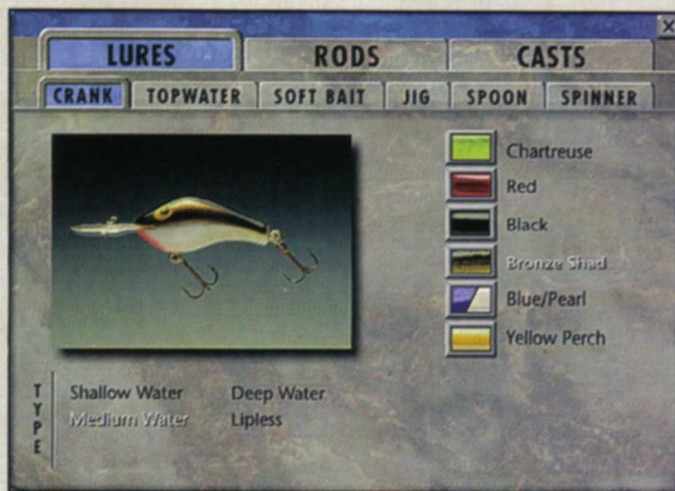 LURES RODS CASTS
CRANK TOPWATER SOFT BAIT JIG SPOON SPINNER
Chartreuse
Red
Black
Bronze Shad
Blue/Pearl
Yellow Perch
TYPE
Shallow Water Deep Water
Medium Water Lipless